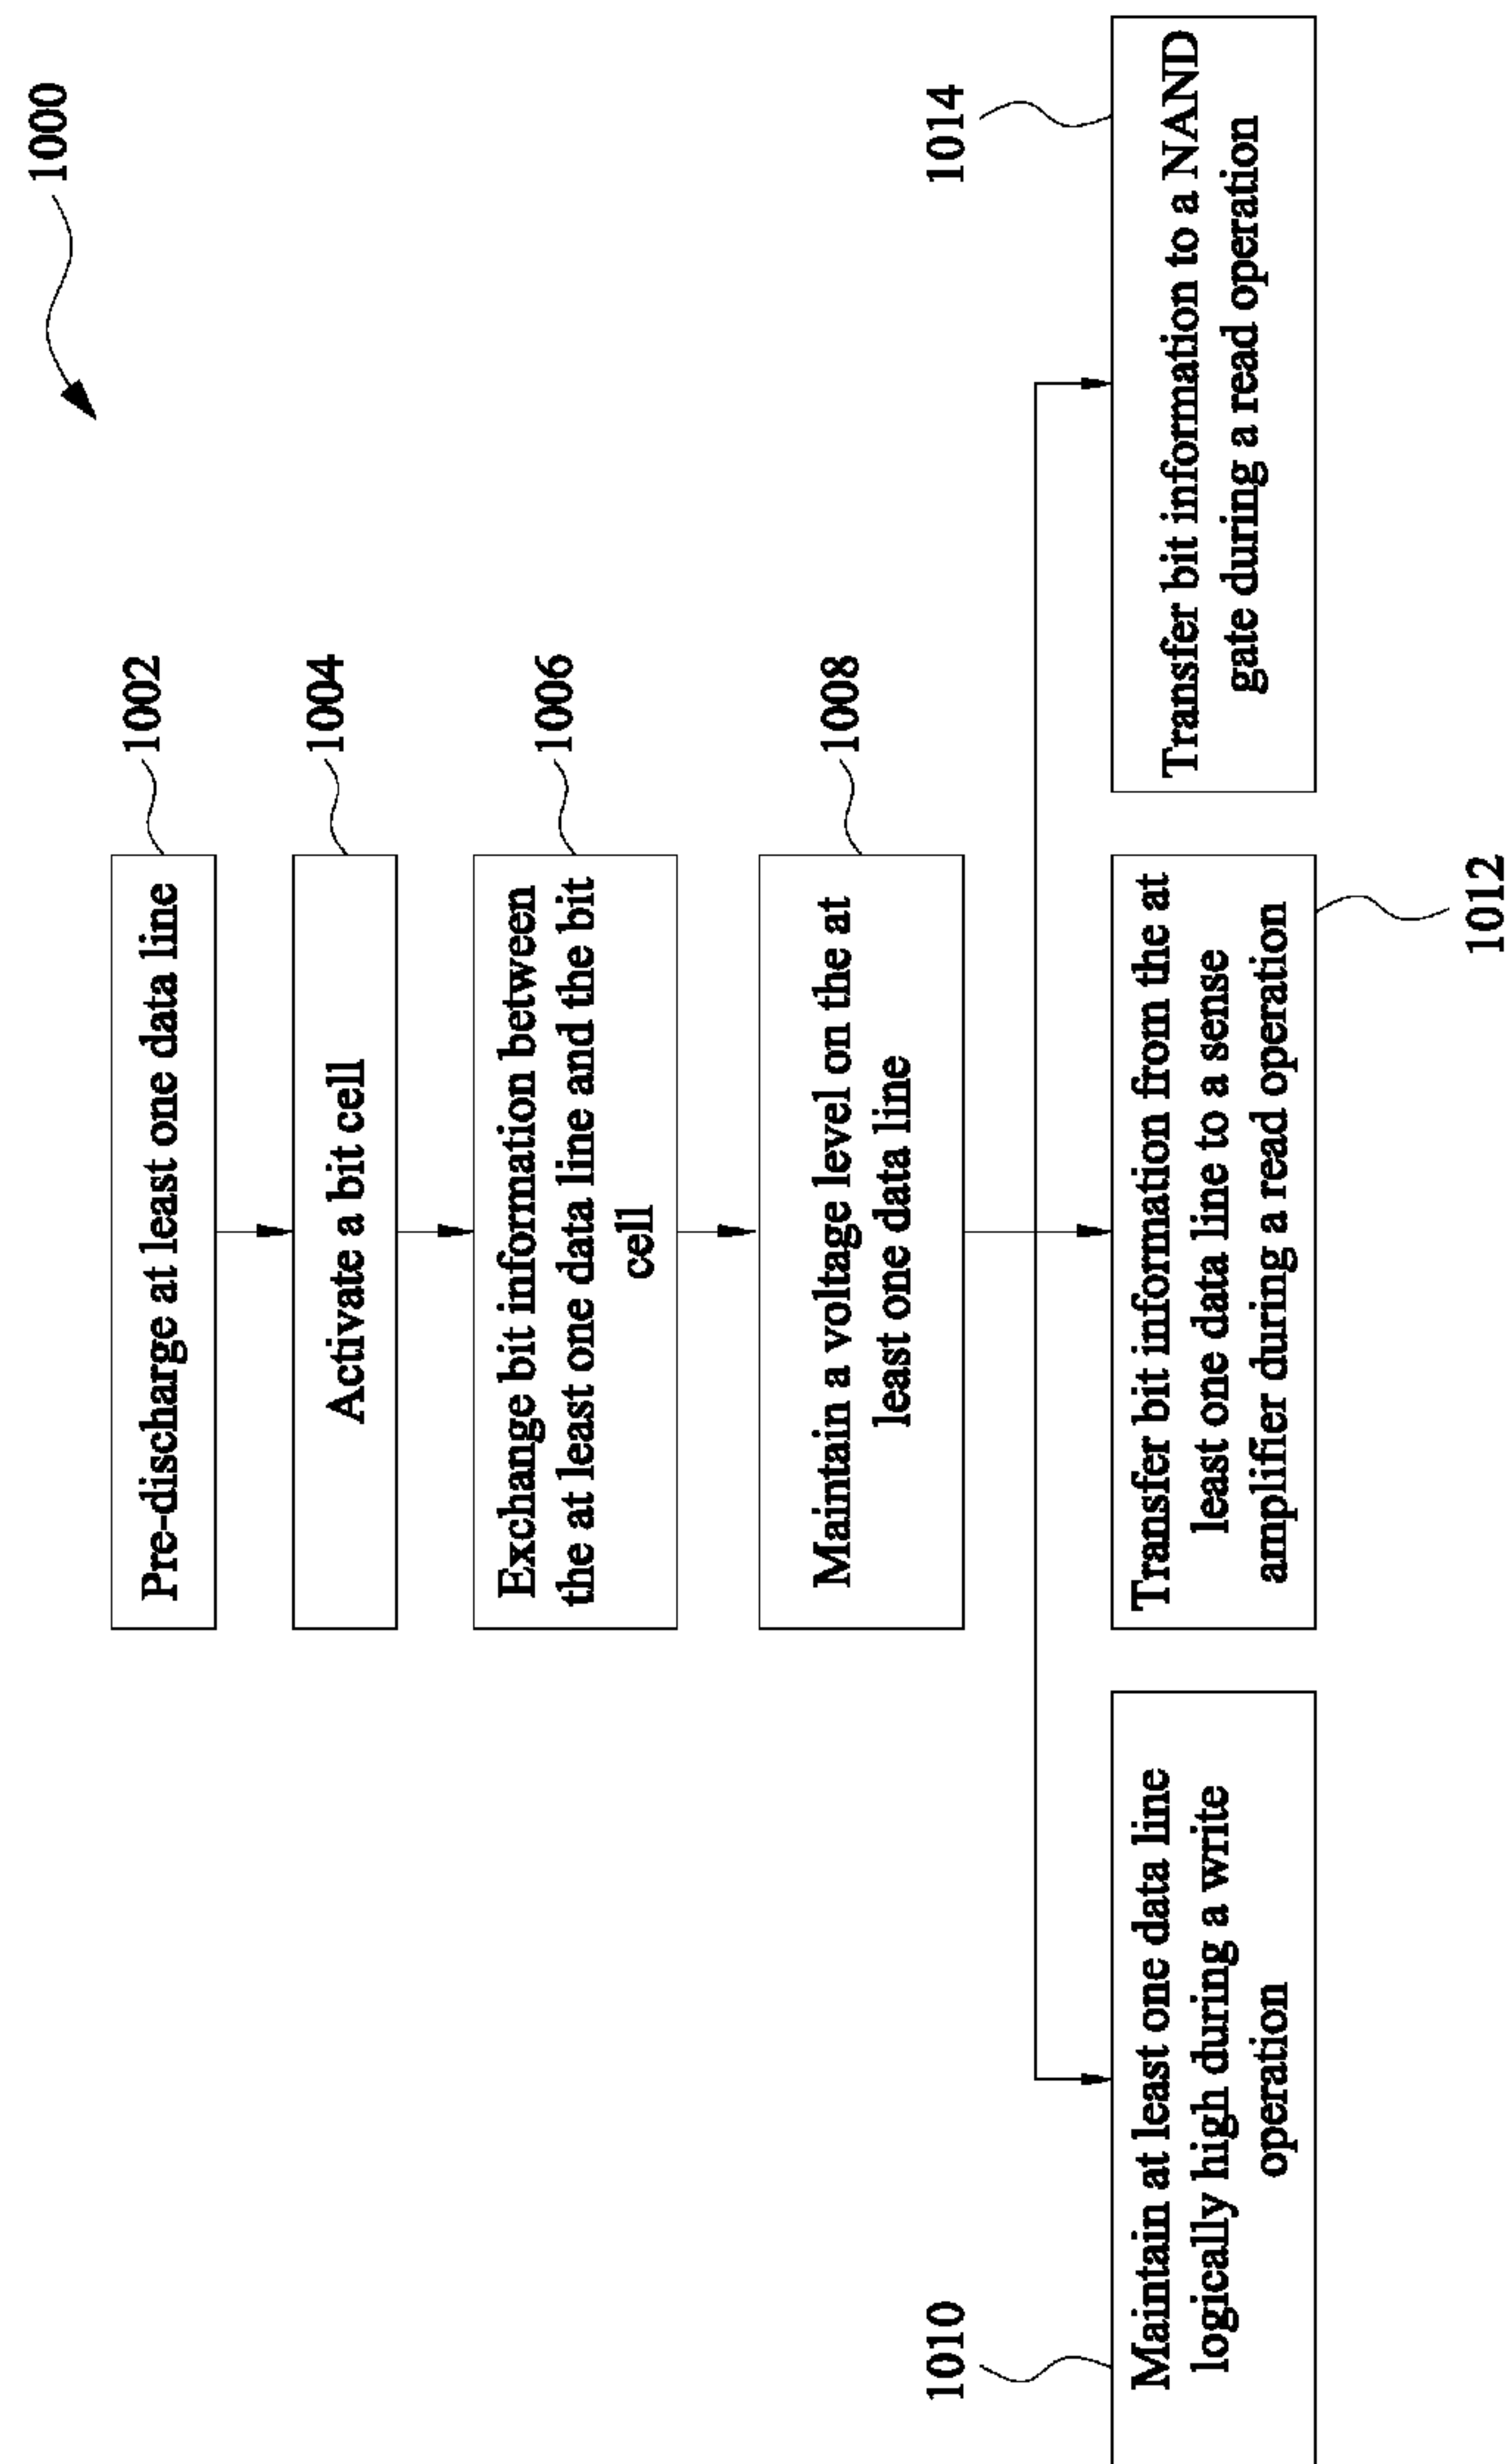 1000
Pre-discharge at least one data line
1002
Activate a bit cell
1004
Exchange bit information between
the at least one data line and the bit
cell
1006
Maintain a voltage level on the at
least one data line
1008
1010
Maintain at least one data line
logically high during a write
operation
Transfer bit information from the at
least one data line to a sense
amplifier during a read operation
1012
1014
Transfer bit information to a NAND
gate during a read operation